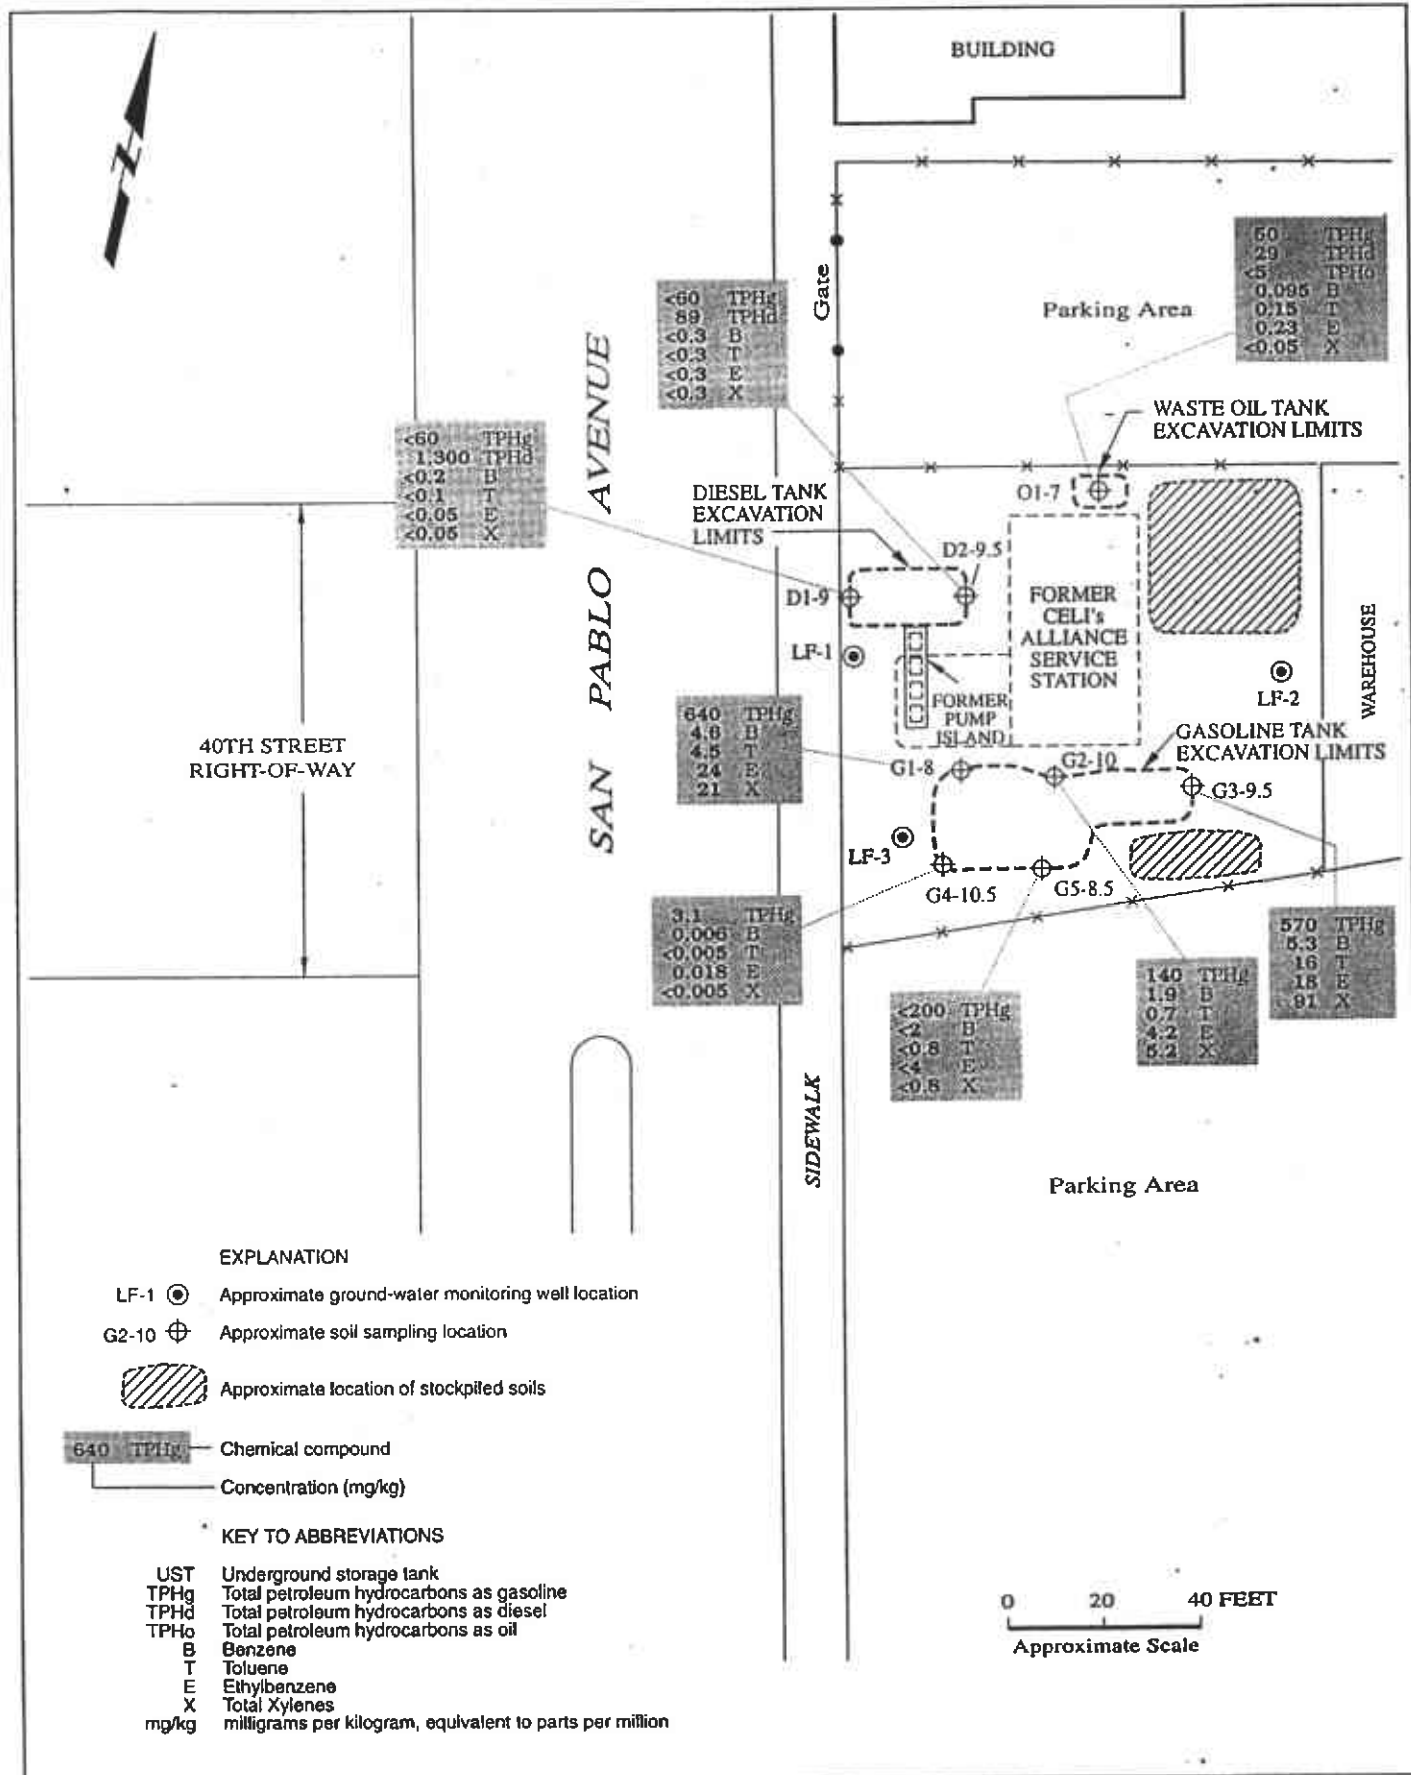 BUILDING
N
Gate
Parking Area
50 TPHg
29 TPHd
<5 TPHo
0.095 B
0.15 T
0.23 E
<0.05 X
<60 TPHg
89 TPHd
<0.3 B
<0.3 T
<0.3 E
<0.3 X
<60 TPHg
1,300 TPHd
<0.2 B
<0.1 T
<0.05 E
<0.05 X
SAN PABLO AVENUE
WASTE OIL TANK
EXCAVATION LIMITS
O1-7
DIESEL TANK
EXCAVATION
LIMITS
D2-9.5
D1-9
LF-1
FORMER
CELI's
ALLIANCE
SERVICE
STATION
FORMER
PUMP
ISLAND
WAREHOUSE
LF-2
GASOLINE TANK
EXCAVATION LIMITS
40TH STREET
RIGHT-OF-WAY
640 TPHg
4.6 B
4.5 T
24 E
21 X
G1-8
G2-10
G3-9.5
LF-3
G4-10.5
G5-8.5
3.1 TPHg
0.006 B
<0.005 T
0.018 E
<0.005 X
<200 TPHg
<2 B
<0.8 T
<4 E
<0.8 X
140 TPHg
1.9 B
0.7 T
4.2 E
5.2 X
570 TPHg
5.3 B
16 T
18 E
91 X
SIDEWALK
Parking Area
EXPLANATION
LF-1 Approximate ground-water monitoring well location
G2-10 Approximate soil sampling location
Approximate location of stockpiled soils
640 TPHg Chemical compound
Concentration (mg/kg)
KEY TO ABBREVIATIONS
UST Underground storage tank
TPHg Total petroleum hydrocarbons as gasoline
TPHd Total petroleum hydrocarbons as diesel
TPHo Total petroleum hydrocarbons as oil
B Benzene
T Toluene
E Ethylbenzene
X Total Xylenes
mg/kg milligrams per kilogram, equivalent to parts per million
0 20 40 FEET
Approximate Scale